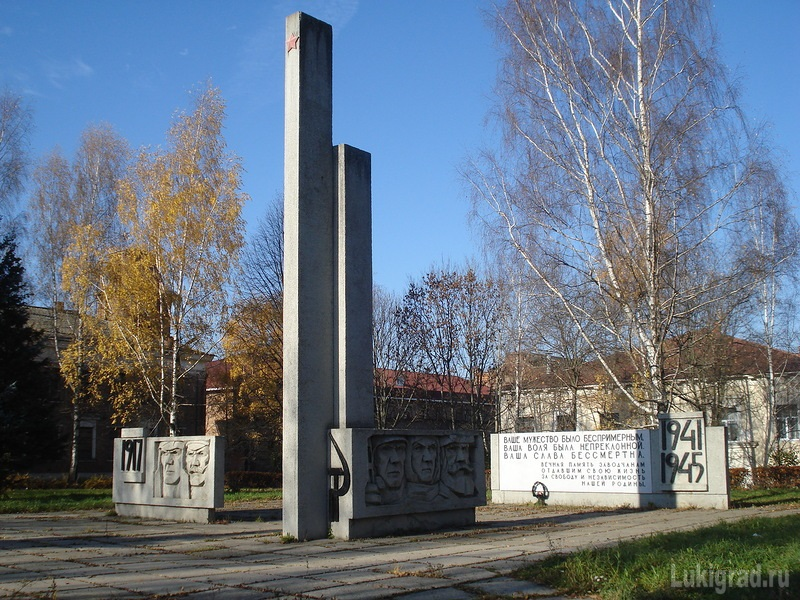 1917
ВАШЕ МУЖЕСТВО БЫЛО БЕСПРИМЕРНЫМ,
ВАША ВОЛЯ БЫЛА НЕПРЕКЛОННОЙ,
ВАША СЛАВА БЕССМЕРТНА.
ВЕЧНАЯ ПАМЯТЬ ЗАВОДЧАНАМ
ОТДАВШИМ СВОЮ ЖИЗНЬ
ЗА СВОБОДУ И НЕЗАВИСИМОСТЬ
НАШЕЙ РОДИНЫ.
1941
1945
Lukigrad.ru